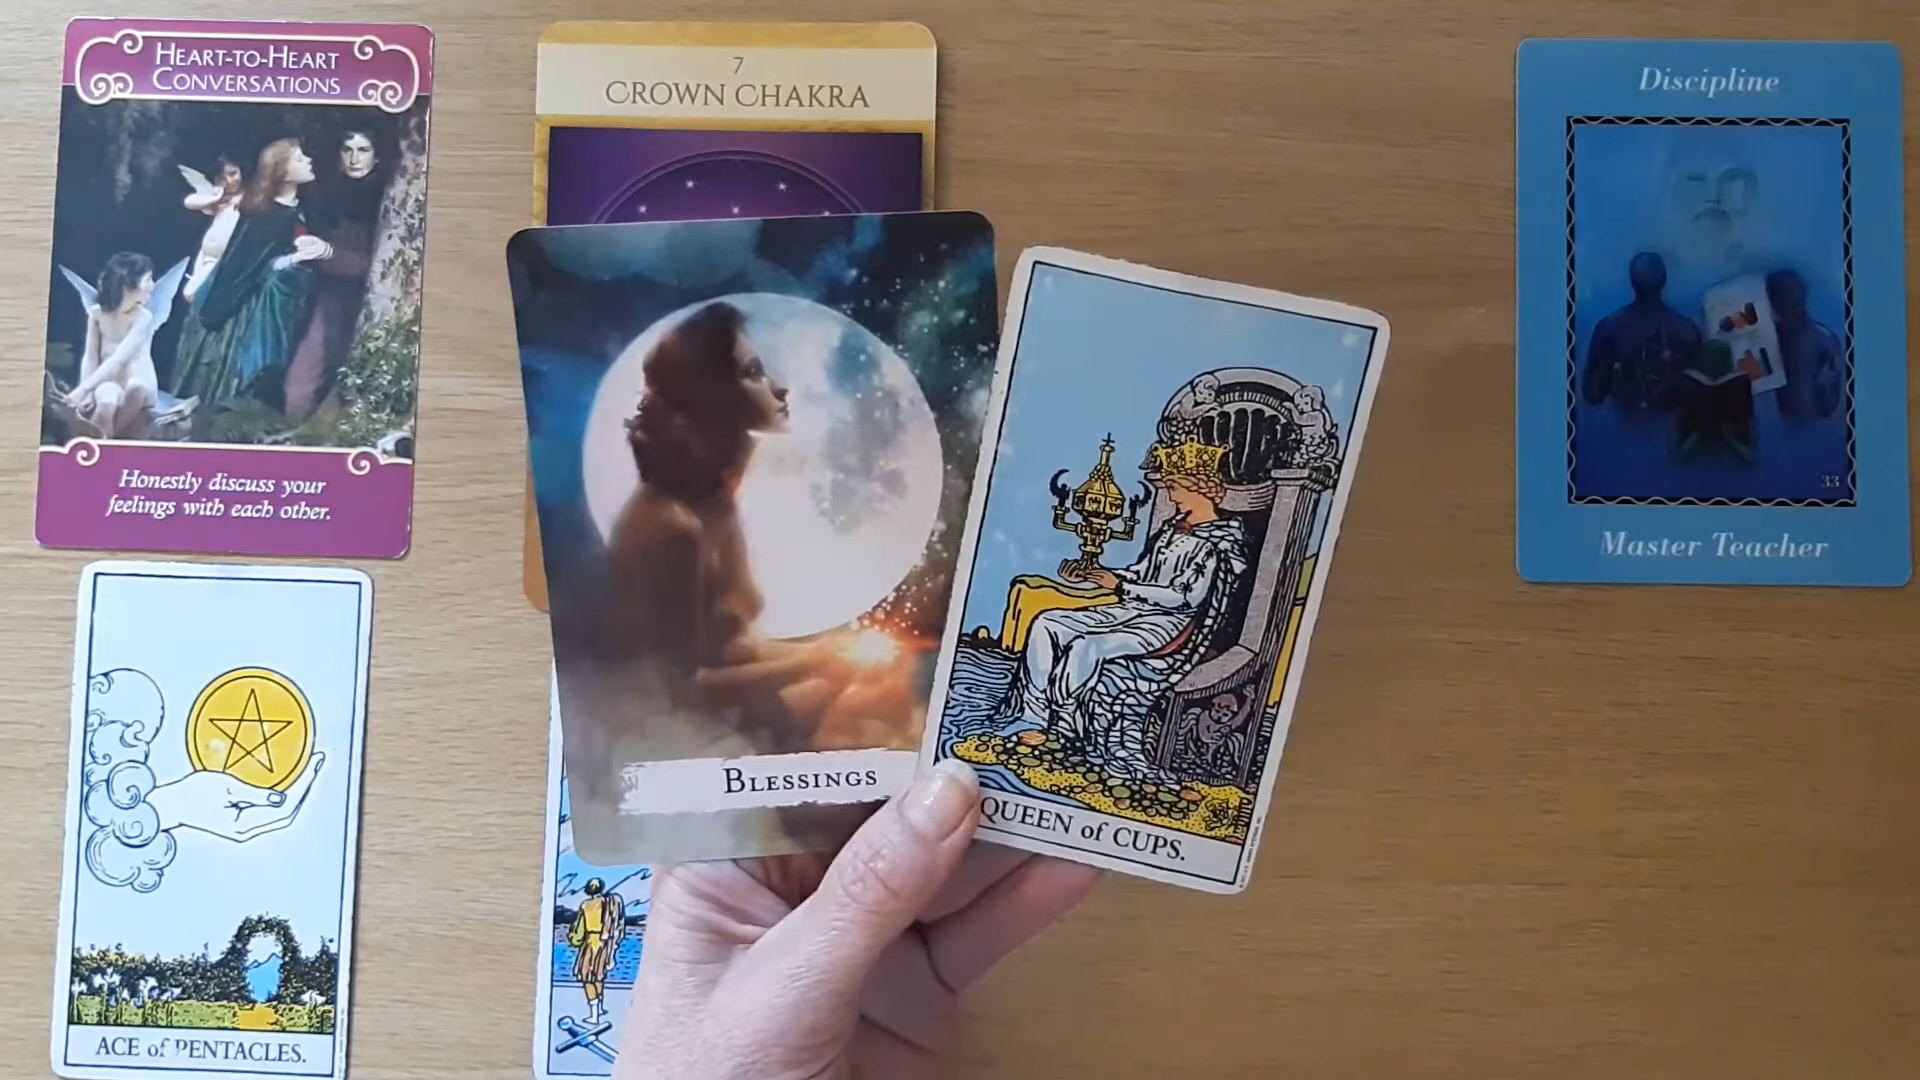 HEART-TO-HEART
CONVERSATIONS
Honestly discuss your
feelings with each other.
ACE of PENTACLES.
7
CROWN CHAKRA
BLESSINGS
QUEEN of CUPS.
Discipline
33
Master Teacher